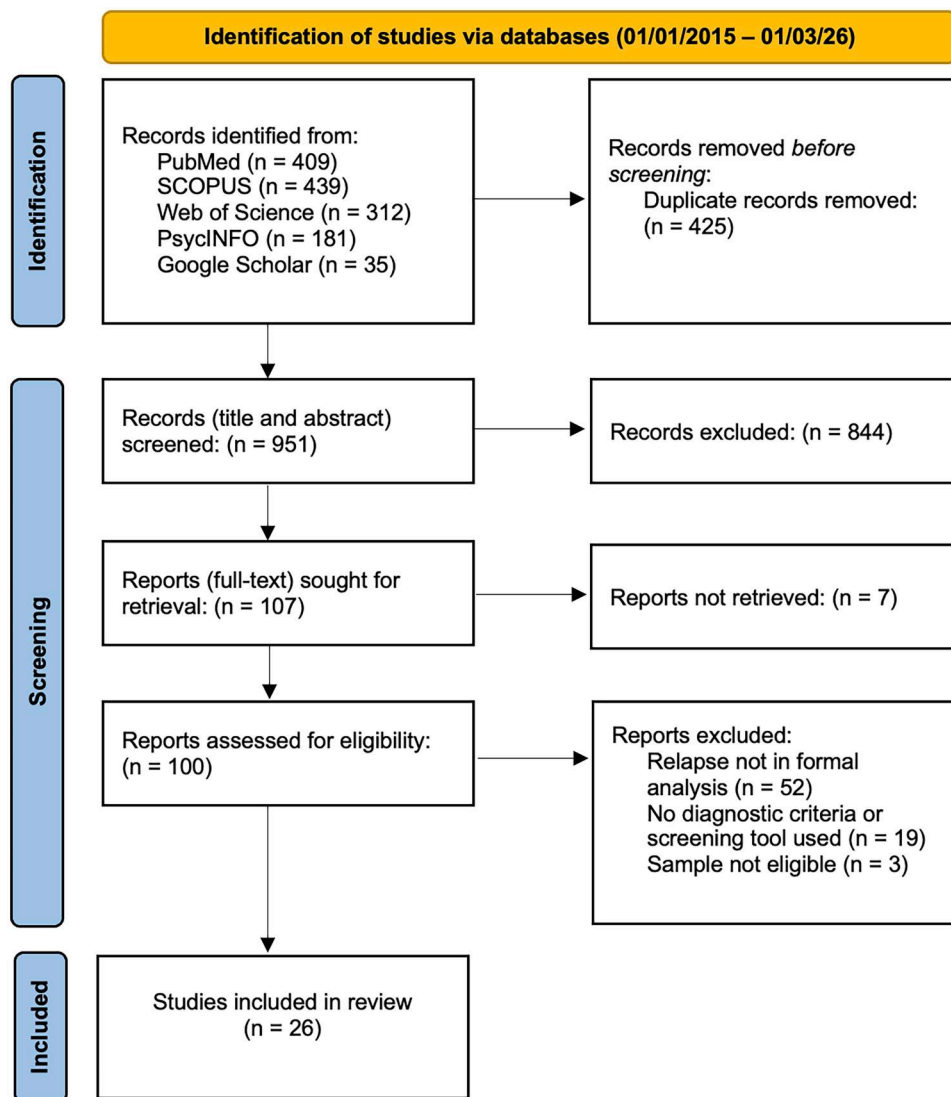 Identification of studies via databases (01/01/2015 – 01/03/26)
Identification
Records identified from:
PubMed (n = 409)
SCOPUS (n = 439)
Web of Science (n = 312)
PsycINFO (n = 181)
Google Scholar (n = 35)
Records removed before
screening:
Duplicate records removed:
(n = 425)
Screening
Records (title and abstract)
screened: (n = 951)
Records excluded: (n = 844)
Reports (full-text) sought for
retrieval: (n = 107)
Reports not retrieved: (n = 7)
Reports assessed for eligibility:
(n = 100)
Reports excluded:
Relapse not in formal
analysis (n = 52)
No diagnostic criteria or
screening tool used (n = 19)
Sample not eligible (n = 3)
Included
Studies included in review
(n = 26)